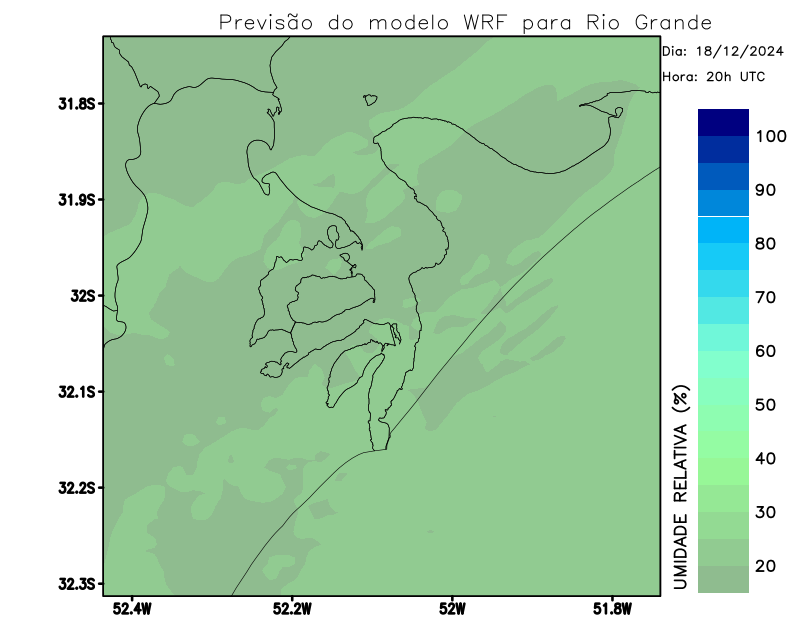 Previsão do modelo WRF para Rio Grande
Dia: 18/12/2024
Hora: 20h UTC
31.8S
31.9S
32S
32.1S
32.2S
32.3S
52.4W
52.2W
52W
51.8W
100
90
80
70
60
50
40
30
20
UMIDADE RELATIVA (%)